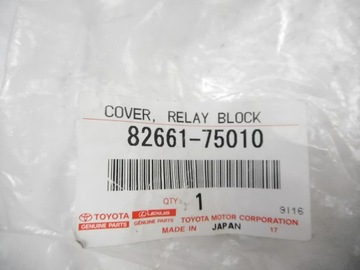 COVER, RELAY BLOCK
82661-75010
QTY. 1
9116
TOYOTA LEXUS TOYOTA MOTOR CORPORATION
GENUINE PARTS GENUINE PARTS MADE IN JAPAN 17